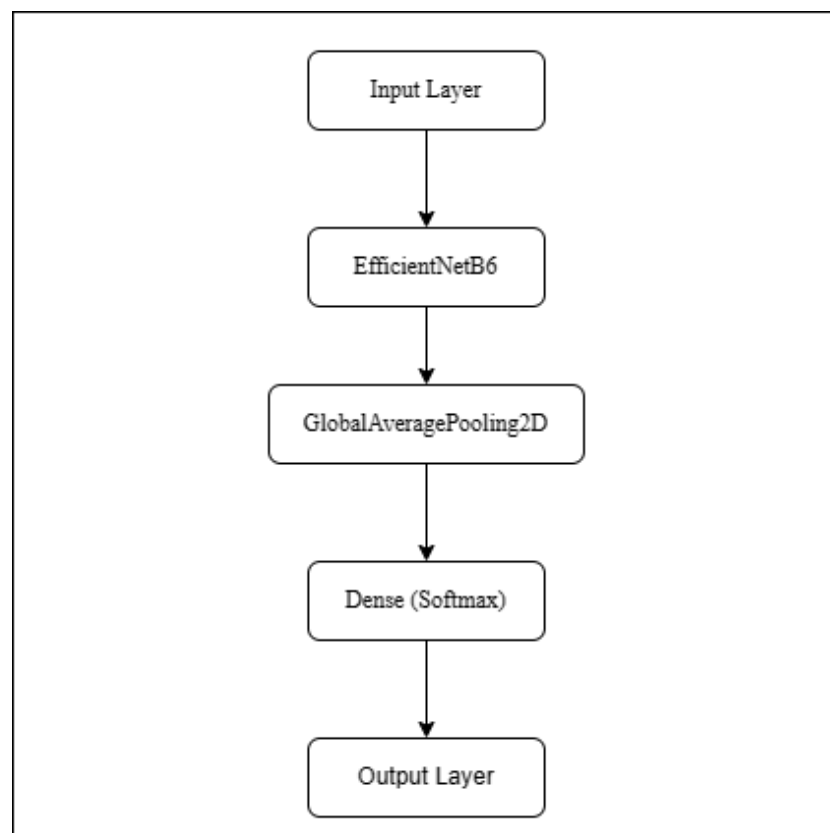 Input Layer
EfficientNetB6
GlobalAveragePooling2D
Dense (Softmax)
Output Layer